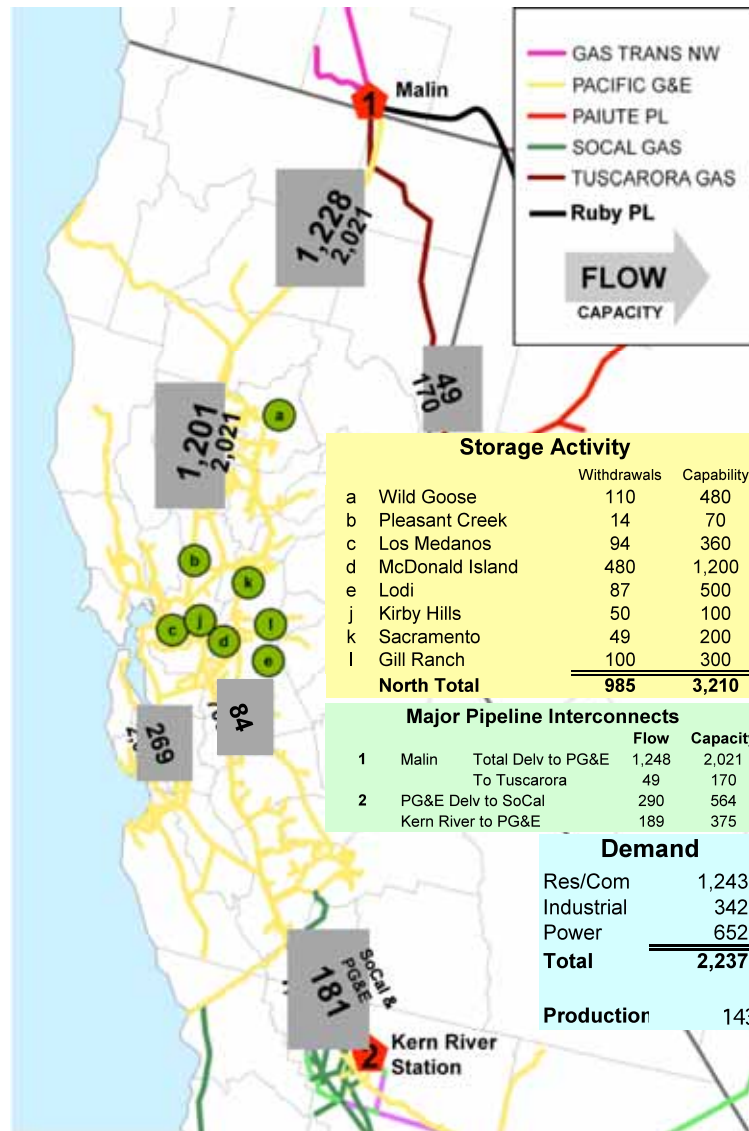 GAS TRANS NW
PACIFIC G&E
PAIUTE PL
SOCAL GAS
TUSCARORA GAS
Ruby PL
FLOW
CAPACITY
1 Malin
1,228
2,021
49
170
1,201
2,021
a
b
k
c j d l
e
Storage Activity
Withdrawals Capability
a Wild Goose 110 480
b Pleasant Creek 14 70
c Los Medanos 94 360
d McDonald Island 480 1,200
e Lodi 87 500
j Kirby Hills 50 100
k Sacramento 49 200
l Gill Ranch 100 300
North Total 985 3,210
84
269
Major Pipeline Interconnects
Flow Capacit
1 Malin Total Delv to PG&E 1,248 2,021
To Tuscarora 49 170
2 PG&E Delv to SoCal 290 564
Kern River to PG&E 189 375
Demand
Res/Com 1,243
Industrial 342
Power 652
Total 2,237
Production 143
181
SoCal &
PG&E
2 Kern River
Station